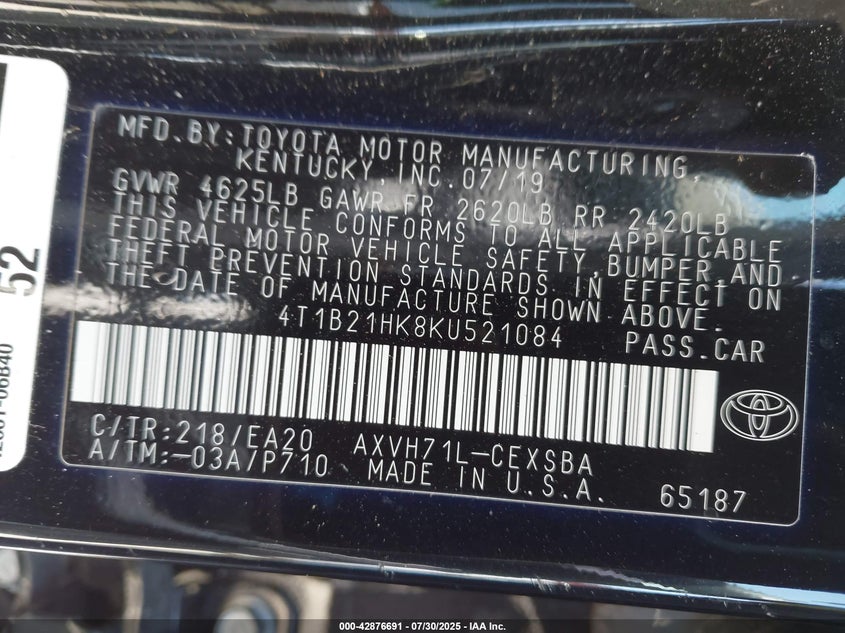 MFD.BY:TOYOTA MOTOR MANUFACTURING,
KENTUCKY, INC.07/19
GVWR 4625LB GAWR FR 2620LB RR 2420LB
THIS VEHICLE CONFORMS TO ALL APPLICABLE
FEDERAL MOTOR VEHICLE SAFETY,BUMPER,AND
THEFT PREVENTION STANDARDS IN EFFECT ON
THE DATE OF MANUFACTURE SHOWN ABOVE.
4T1B21HK8KU521084 PASS.CAR
C/TR:218/EA20 AXVH71L-CEXSBA
A/TM:-03A/P710 MADE IN U.S.A. 65187
52
000-42876691 - 07/30/2025 - IAA Inc.